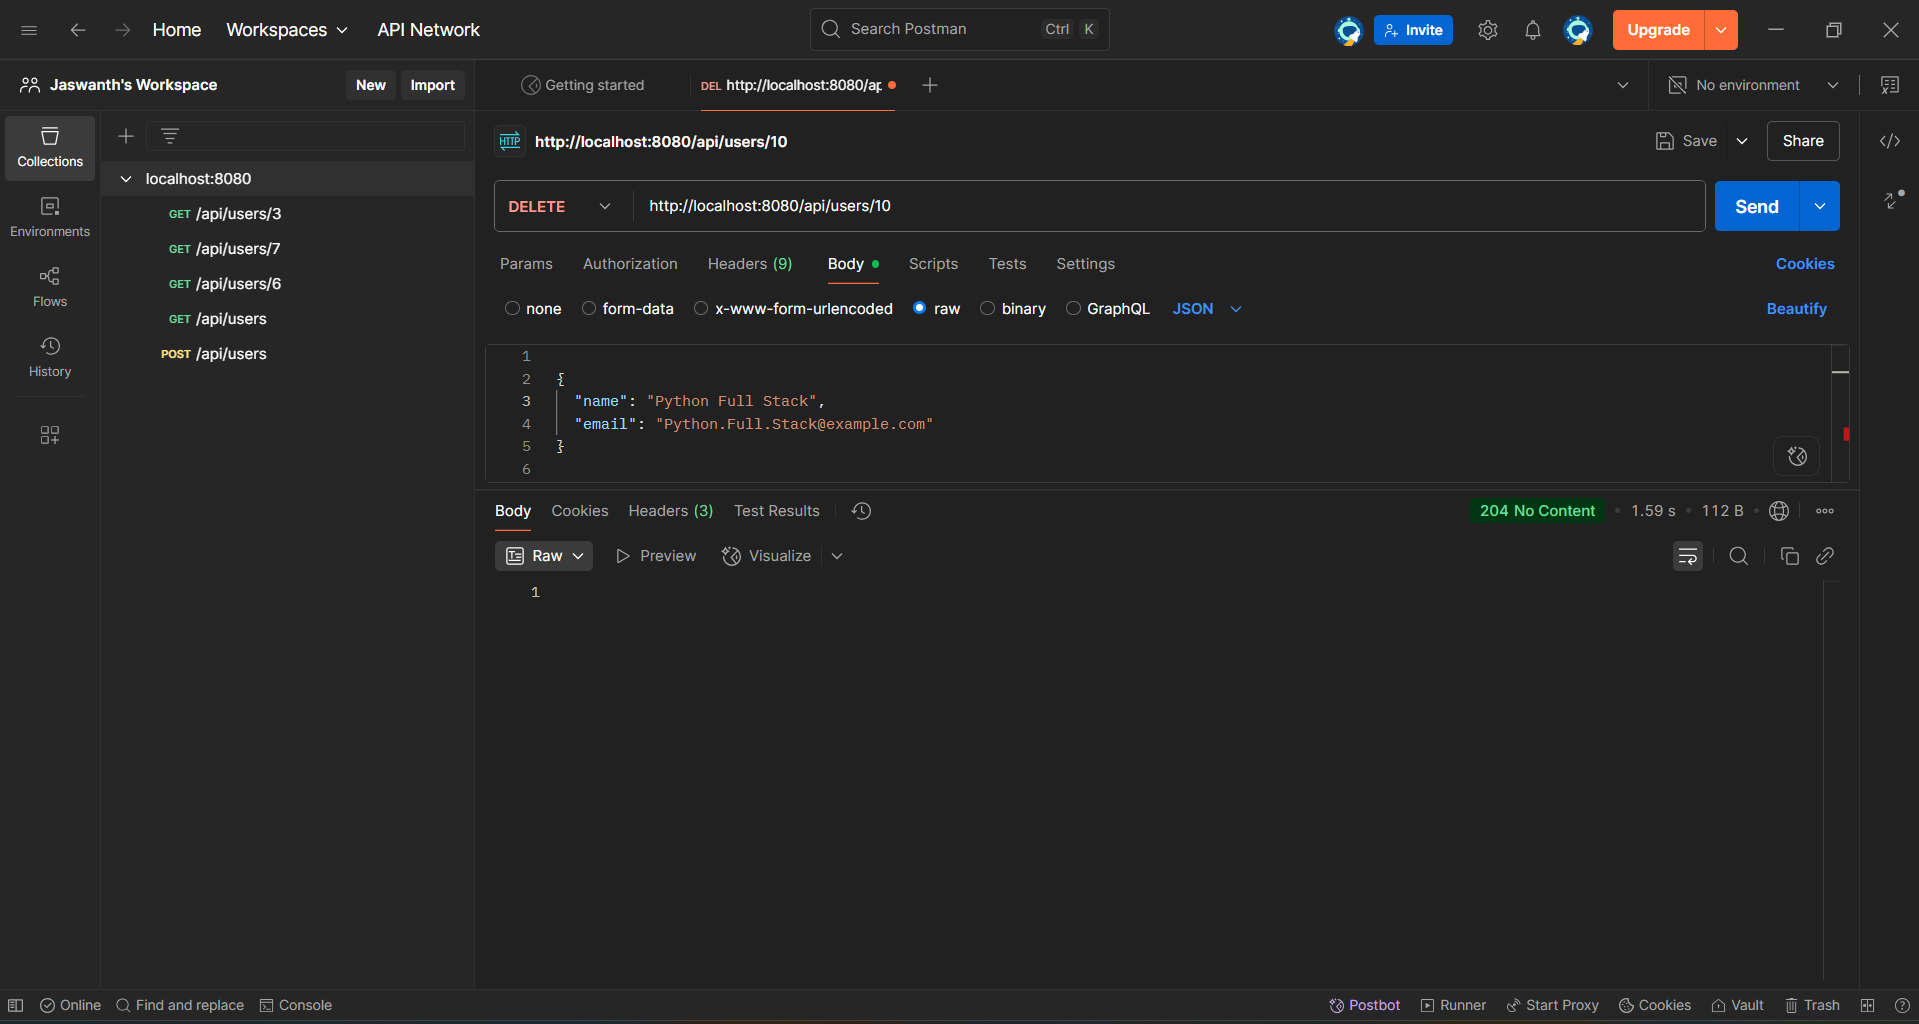 Home Workspaces API Network Search Postman Ctrl K Invite Upgrade
Jaswanth's Workspace New Import Getting started DEL http://localhost:8080/ap No environment
Collections
Environments
Flows
History
localhost:8080
GET /api/users/3
GET /api/users/7
GET /api/users/6
GET /api/users
POST /api/users
HTTP http://localhost:8080/api/users/10 Save Share
DELETE http://localhost:8080/api/users/10 Send
Params Authorization Headers (9) Body Scripts Tests Settings Cookies
none form-data x-www-form-urlencoded raw binary GraphQL JSON Beautify
1
2 {
3 "name": "Python Full Stack",
4 "email": "Python.Full.Stack@example.com"
5 }
6
Body Cookies Headers (3) Test Results 204 No Content • 1.59 s • 112 B •
Raw Preview Visualize
1
Online Find and replace Console Postbot Runner Start Proxy Cookies Vault Trash